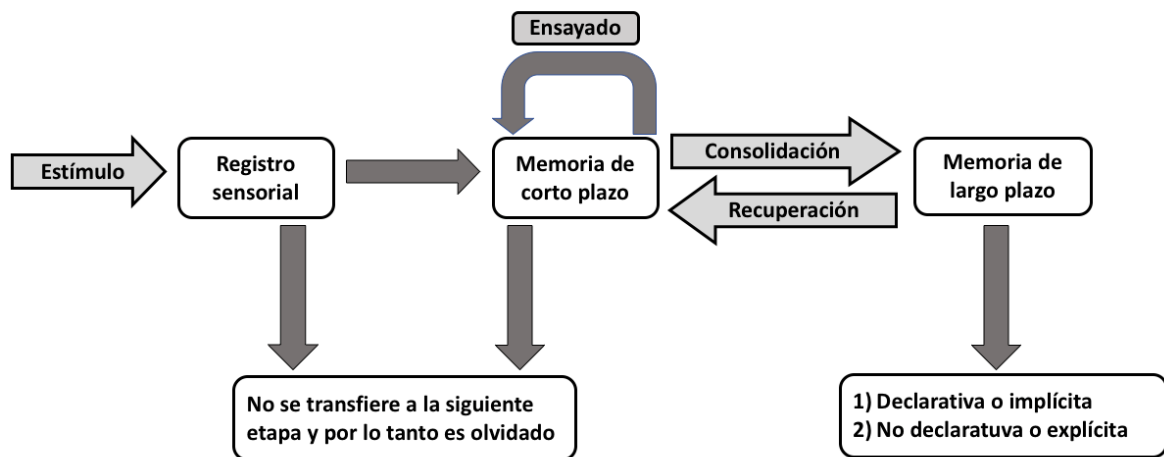 Ensayado
Estímulo
Registro
sensorial
Memoria de
corto plazo
Consolidación
Recuperación
Memoria de
largo plazo
No se transfiere a la siguiente
etapa y por lo tanto es olvidado
1) Declarativa o implícita
2) No declaratuva o explícita